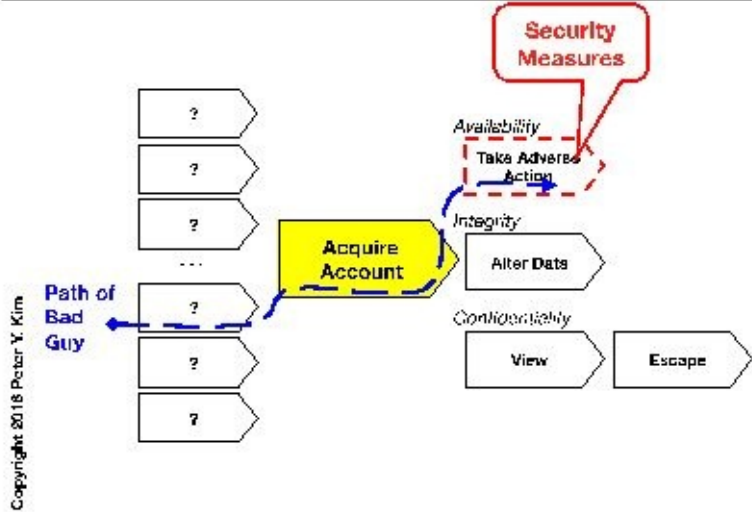 Security
Measures
?
Availability
Take Adverse
Action
?
?
Integrity
Acquire
Account
Alter Data
...
Path of
Bad
Guy
?
Confidentiality
View
Escape
?
?
Copyright 2016 Peter Y. Kim